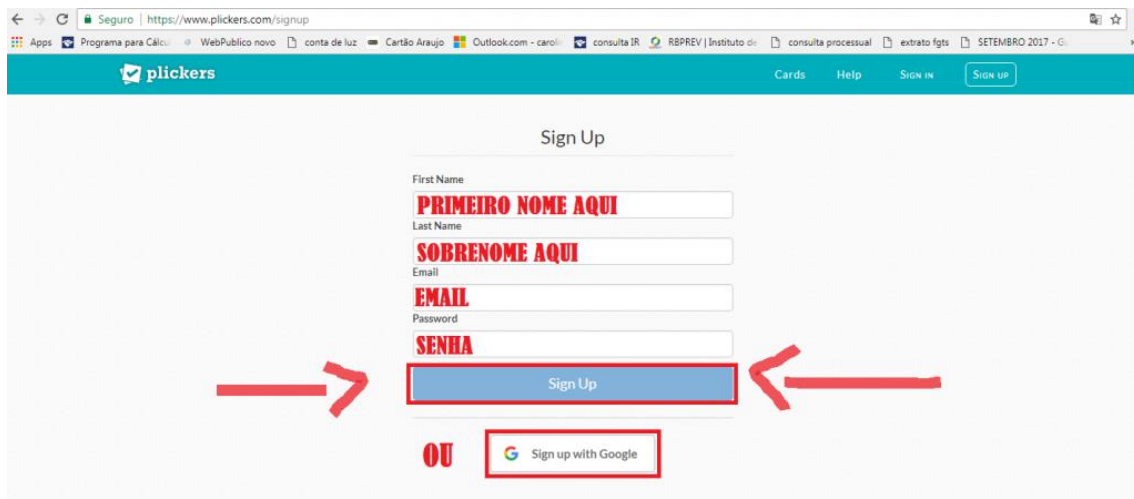 Seguro | https://www.plickers.com/signup
Apps Programa para Cálcu WebPublico novo conta de luz Cartão Araujo Outlook.com - caroli consulta IR RBPREV | Instituto de consulta processual extrato fgts SETEMBRO 2017 - G
plickers Cards Help SIGN IN SIGN UP
Sign Up
First Name
PRIMEIRO NOME AQUI
Last Name
SOBRENOME AQUI
Email
EMAIL
Password
SENHA
Sign Up
OU Sign up with Google